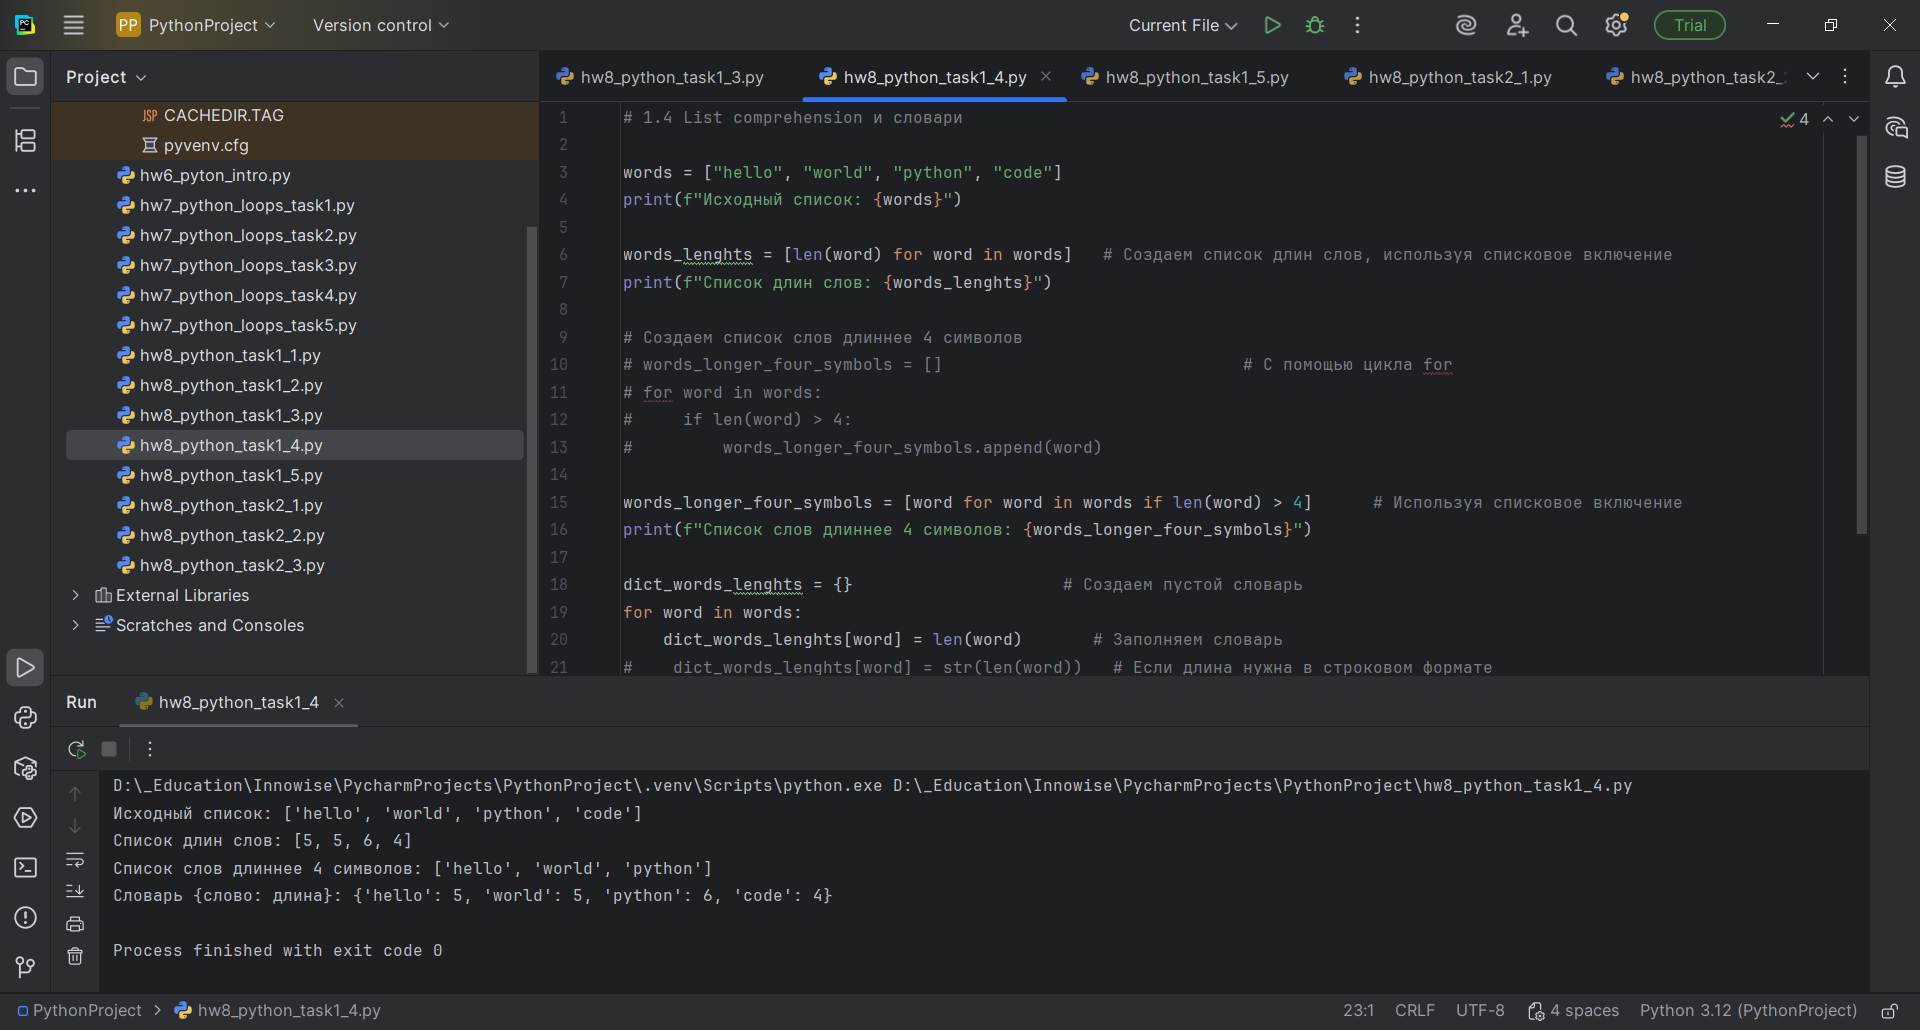 PC
PP PythonProject Version control Current File Trial
Project
hw8_python_task1_3.py hw8_python_task1_4.py hw8_python_task1_5.py hw8_python_task2_1.py hw8_python_task2_
JSP CACHEDIR.TAG
pyvenv.cfg
hw6_pyton_intro.py
hw7_python_loops_task1.py
hw7_python_loops_task2.py
hw7_python_loops_task3.py
hw7_python_loops_task4.py
hw7_python_loops_task5.py
hw8_python_task1_1.py
hw8_python_task1_2.py
hw8_python_task1_3.py
hw8_python_task1_4.py
hw8_python_task1_5.py
hw8_python_task2_1.py
hw8_python_task2_2.py
hw8_python_task2_3.py
External Libraries
Scratches and Consoles
4
1 # 1.4 List comprehension и словари
2
3 words = ["hello", "world", "python", "code"]
4 print(f"Исходный список: {words}")
5
6 words_lenghts = [len(word) for word in words]   # Создаем список длин слов, используя списковое включение
7 print(f"Список длин слов: {words_lenghts}")
8
9 # Создаем список слов длиннее 4 символов
10 # words_longer_four_symbols = []                              # С помощью цикла for
11 # for word in words:
12 #     if len(word) > 4:
13 #         words_longer_four_symbols.append(word)
14
15 words_longer_four_symbols = [word for word in words if len(word) > 4]      # Используя списковое включение
16 print(f"Список слов длиннее 4 символов: {words_longer_four_symbols}")
17
18 dict_words_lenghts = {}                     # Создаем пустой словарь
19 for word in words:
20     dict_words_lenghts[word] = len(word)       # Заполняем словарь
21 #    dict_words_lenghts[word] = str(len(word))   # Если длина нужна в строковом формате
Run hw8_python_task1_4
D:\_Education\Innowise\PycharmProjects\PythonProject\.venv\Scripts\python.exe D:\_Education\Innowise\PycharmProjects\PythonProject\hw8_python_task1_4.py
Исходный список: ['hello', 'world', 'python', 'code']
Список длин слов: [5, 5, 6, 4]
Список слов длиннее 4 символов: ['hello', 'world', 'python']
Словарь {слово: длина}: {'hello': 5, 'world': 5, 'python': 6, 'code': 4}
Process finished with exit code 0
PythonProject > hw8_python_task1_4.py 23:1 CRLF UTF-8 4 spaces Python 3.12 (PythonProject)